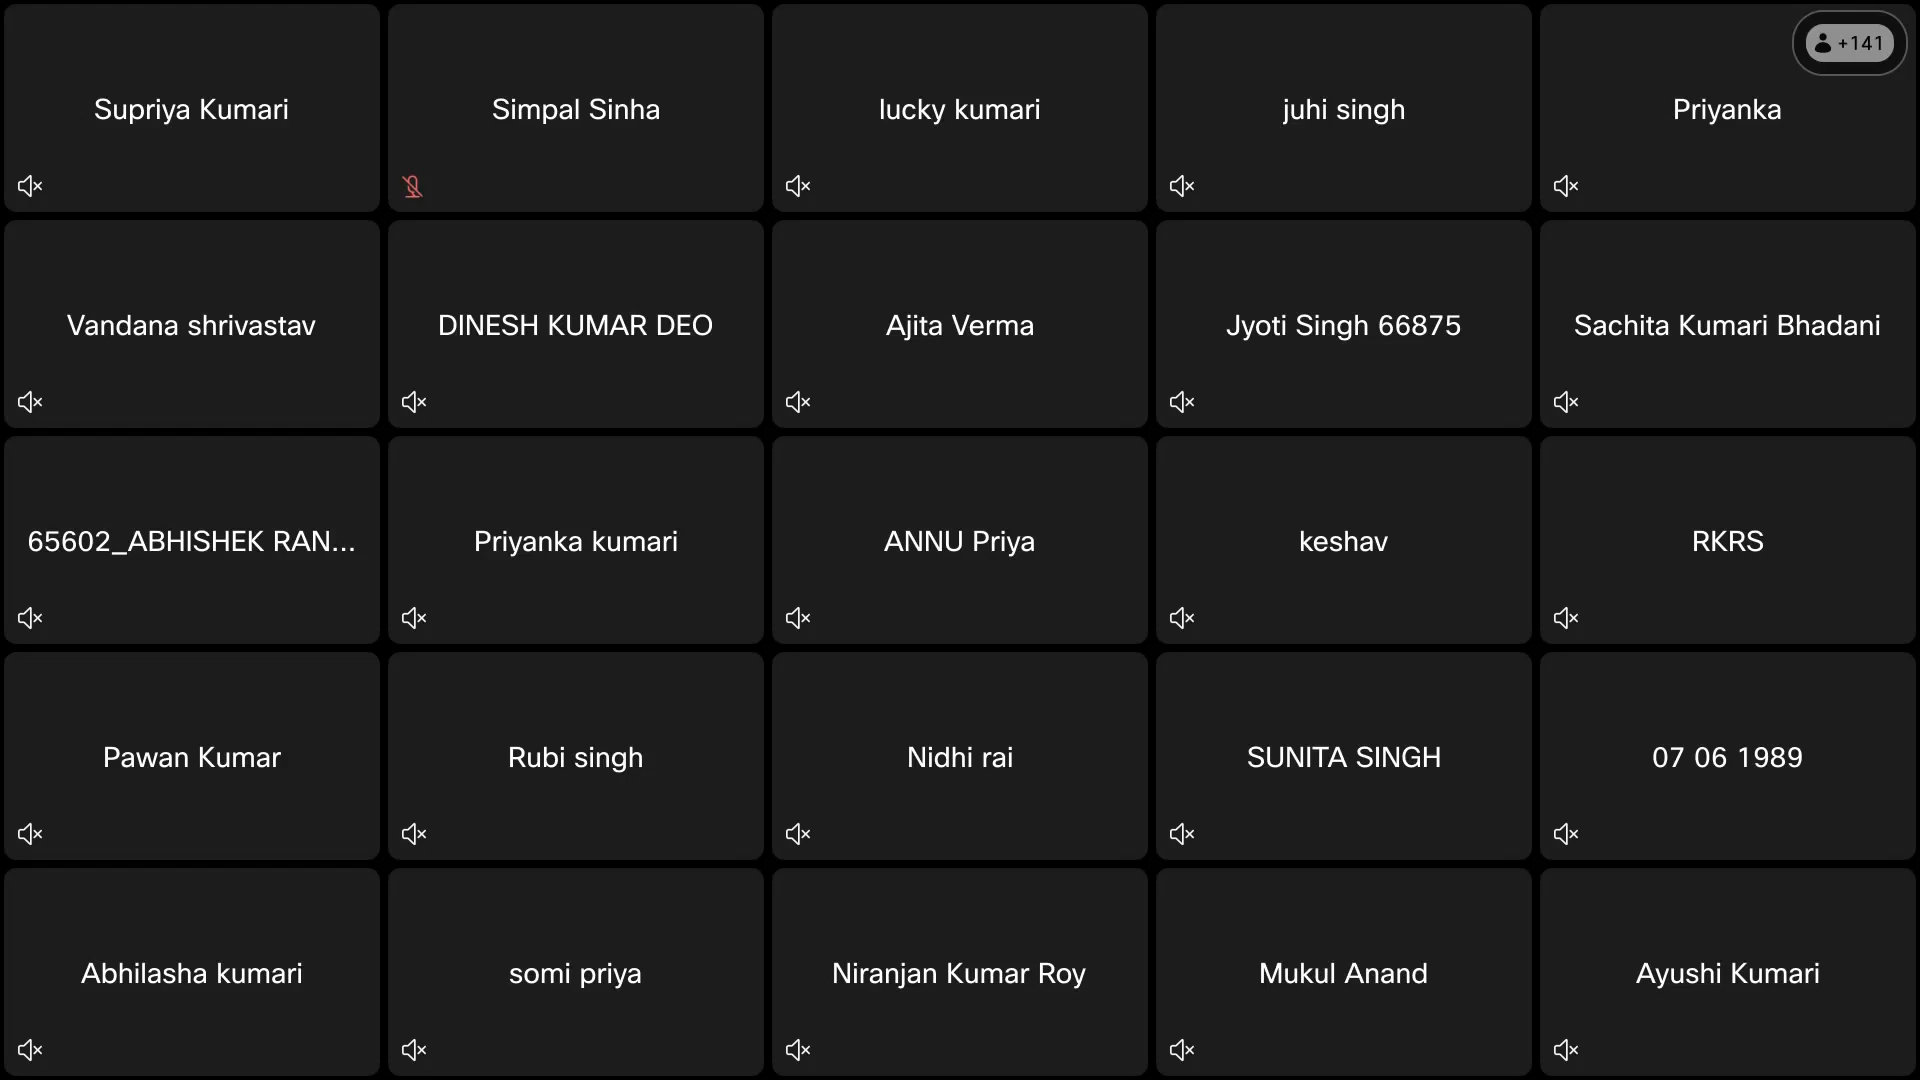 Supriya Kumari
Simpal Sinha
lucky kumari
juhi singh
Priyanka
+141
Vandana shrivastav
DINESH KUMAR DEO
Ajita Verma
Jyoti Singh 66875
Sachita Kumari Bhadani
65602_ABHISHEK RAN...
Priyanka kumari
ANNU Priya
keshav
RKRS
Pawan Kumar
Rubi singh
Nidhi rai
SUNITA SINGH
07 06 1989
Abhilasha kumari
somi priya
Niranjan Kumar Roy
Mukul Anand
Ayushi Kumari